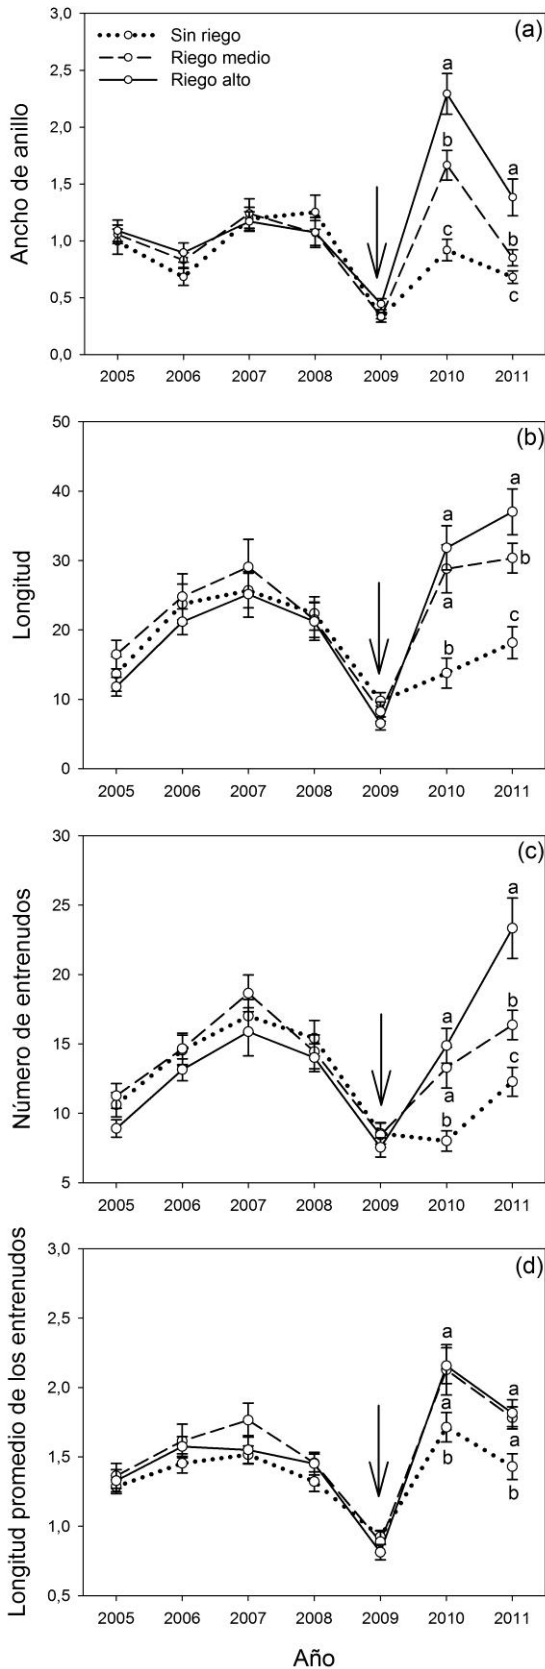 Ancho de anillo
3,0
2,5
2,0
1,5
1,0
0,5
0,0
Sin riego
Riego medio
Riego alto
(a)
a
b
c
a
b
c
2005 2006 2007 2008 2009 2010 2011
Longitud
50
40
30
20
10
0
(b)
a
a
b
a
b
c
2005 2006 2007 2008 2009 2010 2011
Número de entrenudos
30
25
20
15
10
5
(c)
a
a
b
a
b
c
2005 2006 2007 2008 2009 2010 2011
Longitud promedio de los entrenudos
3,0
2,5
2,0
1,5
1,0
0,5
(d)
a
a
b
a
a
b
2005 2006 2007 2008 2009 2010 2011
Año